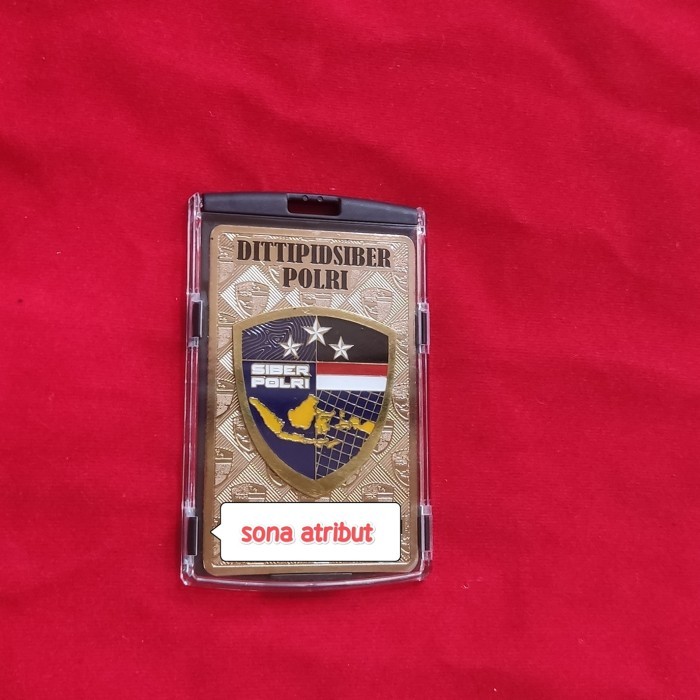 DITTIPIDSIBER
POLRI
SIBER
POLRI
sona atribut